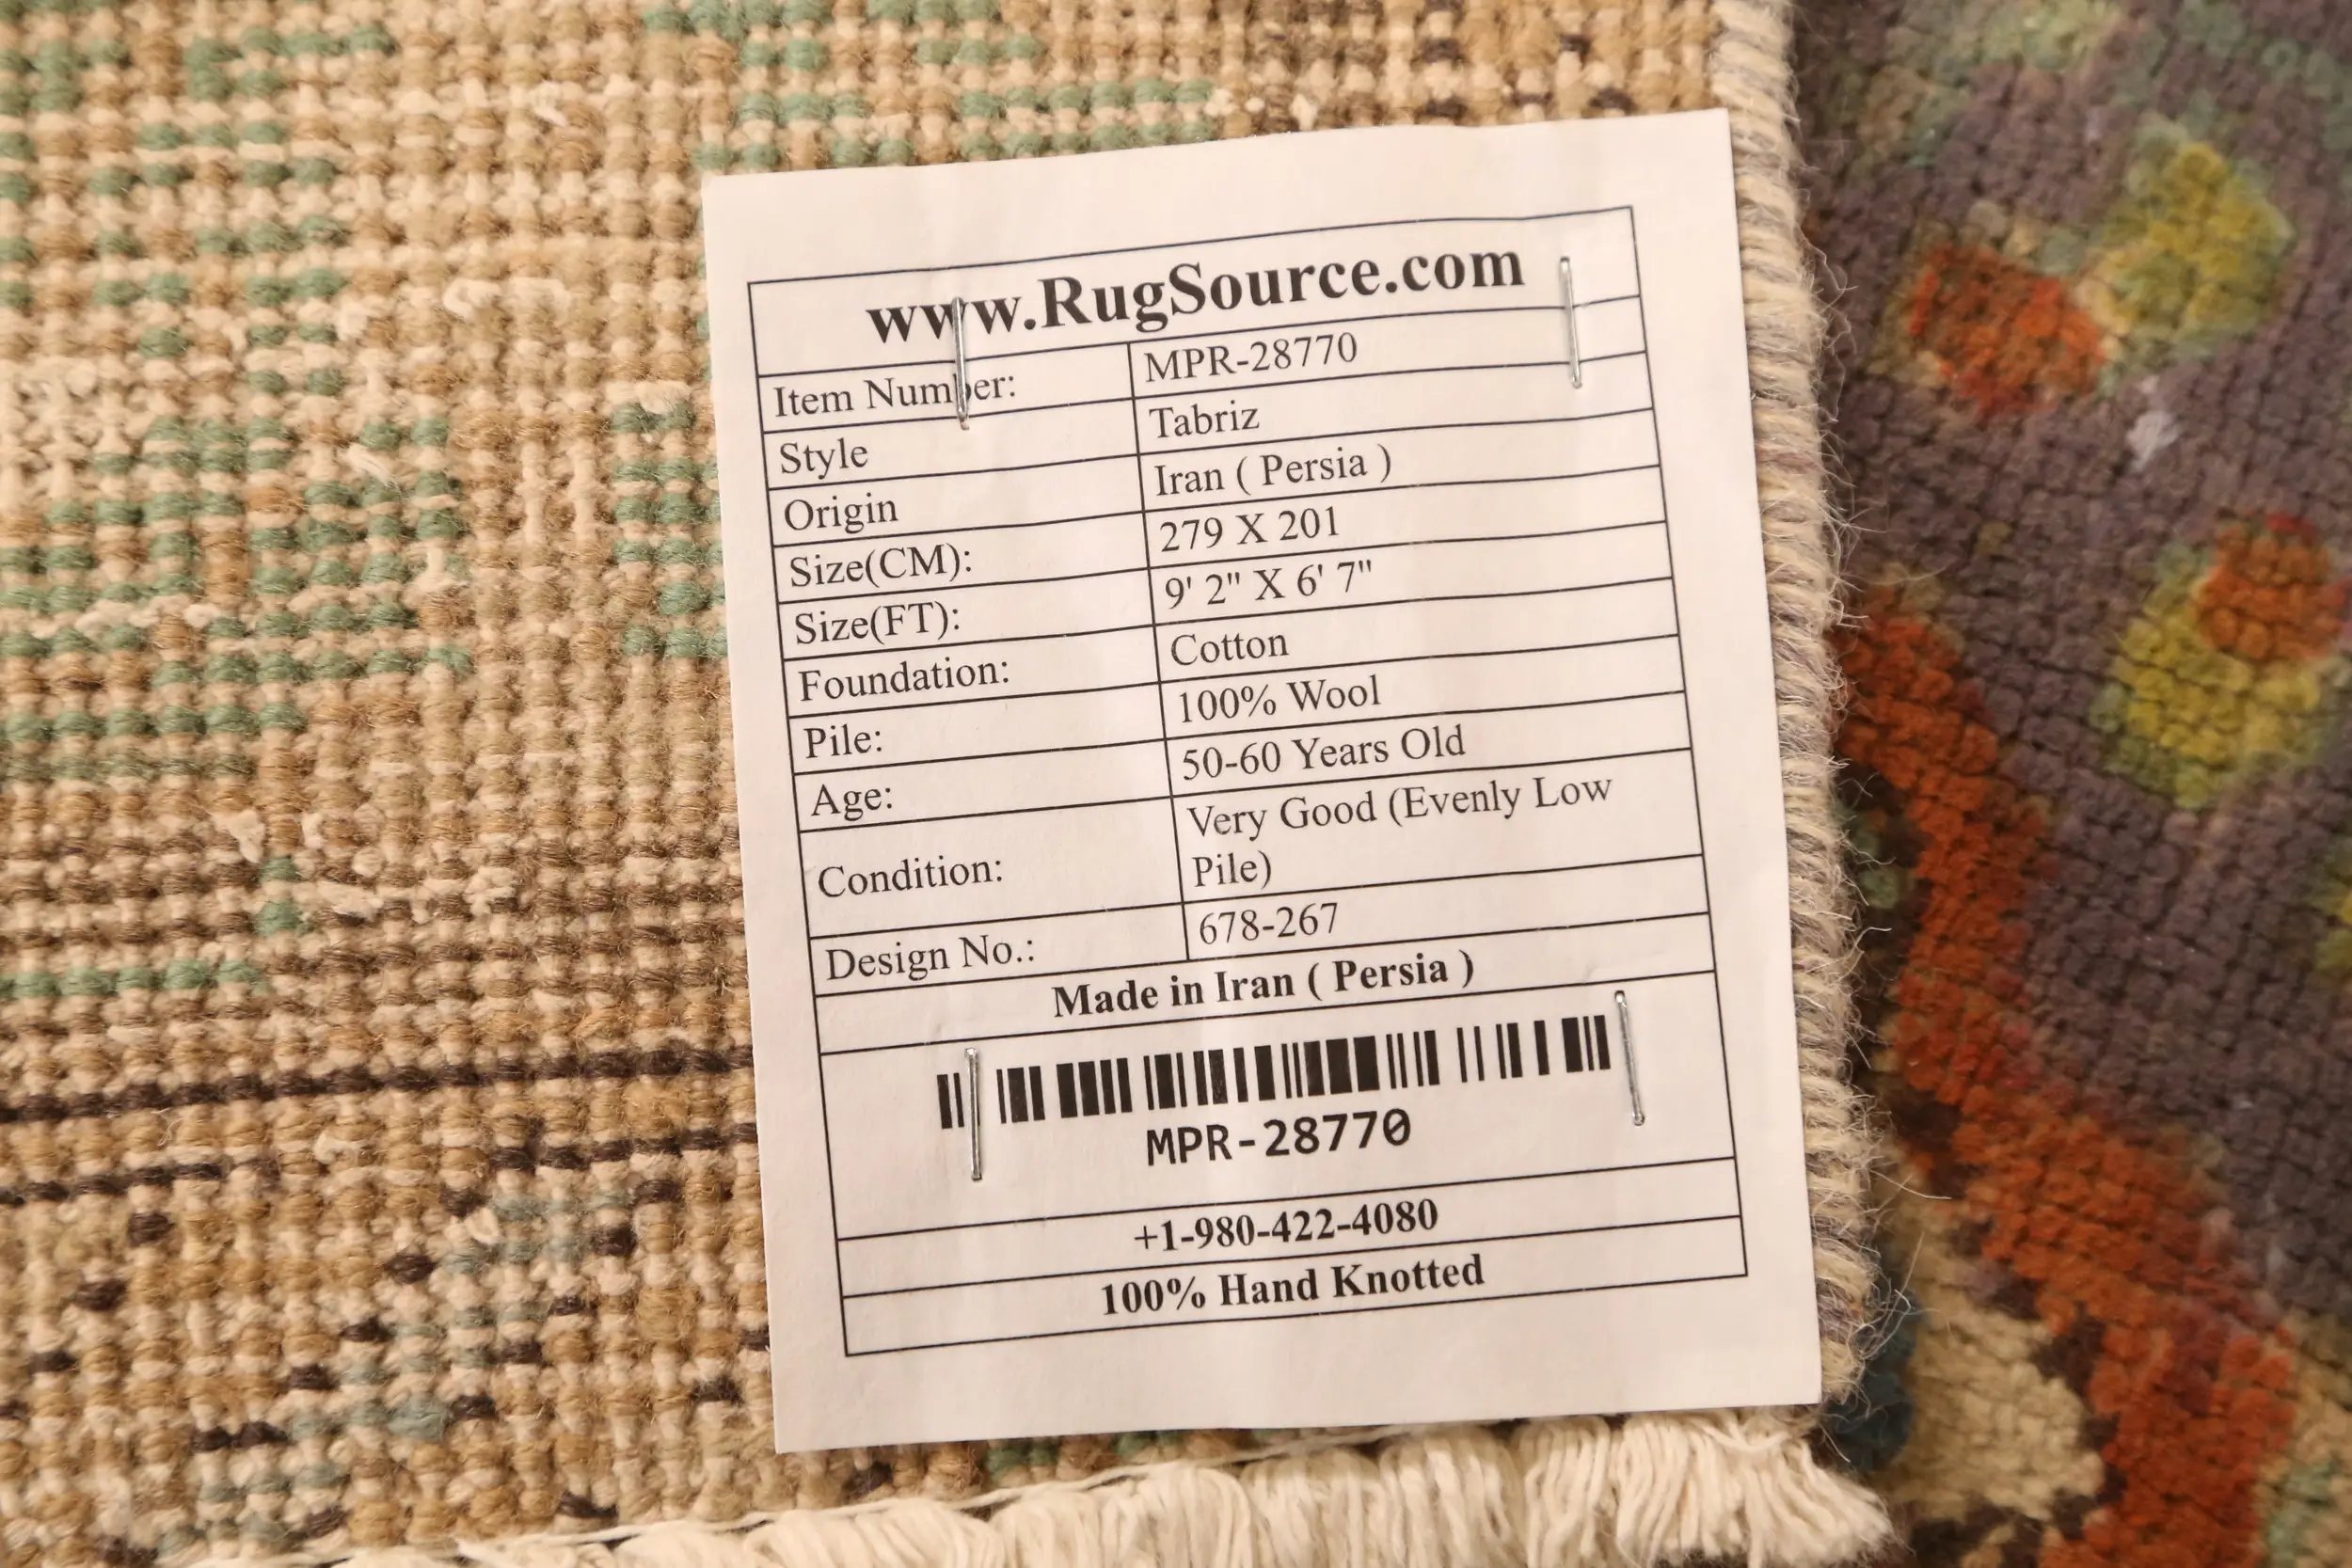 www.RugSource.com
Item Number: MPR-28770
Style Tabriz
Origin Iran ( Persia )
Size(CM): 279 X 201
Size(FT): 9' 2" X 6' 7"
Foundation: Cotton
Pile: 100% Wool
Age: 50-60 Years Old
Condition: Very Good (Evenly Low
Pile)
Design No.: 678-267
Made in Iran ( Persia )
MPR-28770
+1-980-422-4080
100% Hand Knotted